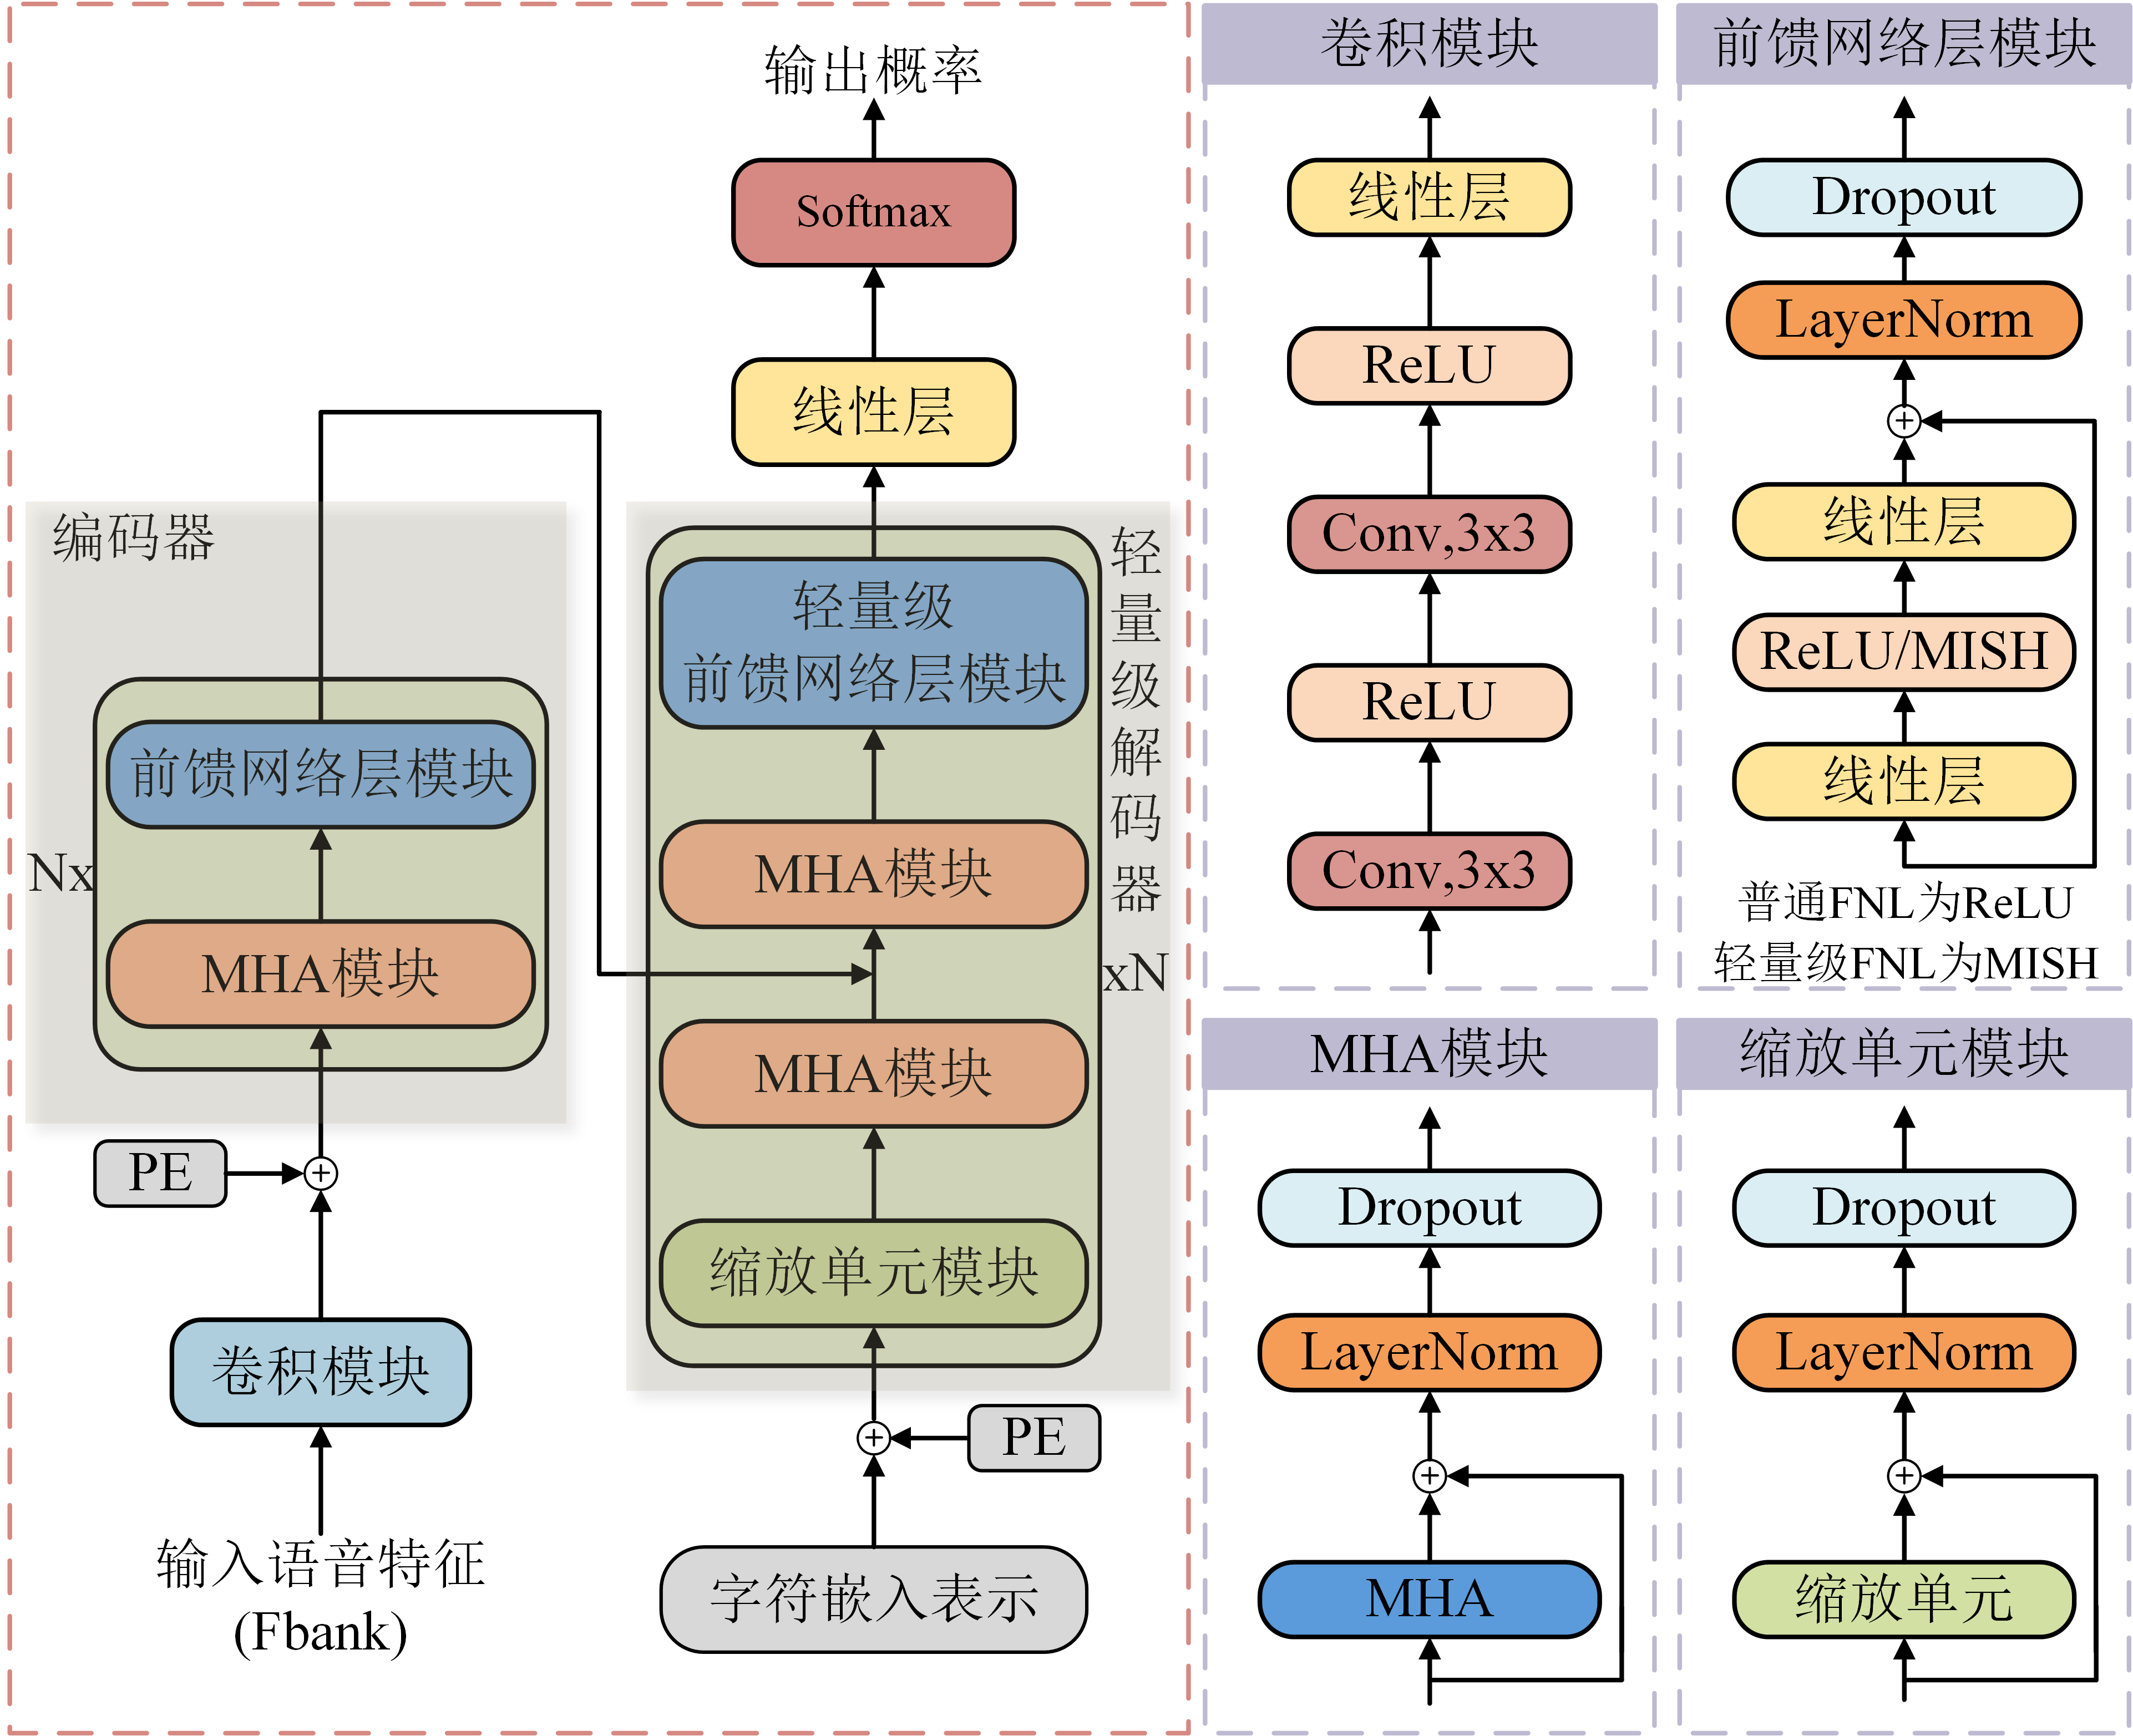 输出概率
Softmax
线性层
编码器
前馈网络层模块
MHA模块
Nx
PE
卷积模块
输入语音特征
(Fbank)
轻量级解码器
xN
轻量级
前馈网络层模块
MHA模块
MHA模块
缩放单元模块
PE
字符嵌入表示
卷积模块
线性层
ReLU
Conv,3x3
ReLU
Conv,3x3
前馈网络层模块
Dropout
LayerNorm
线性层
ReLU/MISH
线性层
普通FNL为ReLU
轻量级FNL为MISH
MHA模块
Dropout
LayerNorm
MHA
缩放单元模块
Dropout
LayerNorm
缩放单元